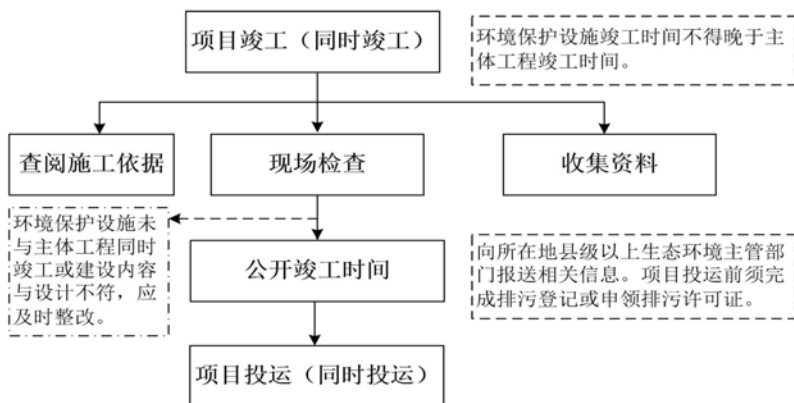 项目竣工（同时竣工）
环境保护设施竣工时间不得晚于主
体工程竣工时间。
查阅施工依据
现场检查
收集资料
环境保护设施未
与主体工程同时
竣工或建设内容
与设计不符，应
及时整改。
公开竣工时间
向所在地县级以上生态环境主管部
门报送相关信息。项目投运前须完
成排污登记或申领排污许可证。
项目投运（同时投运）